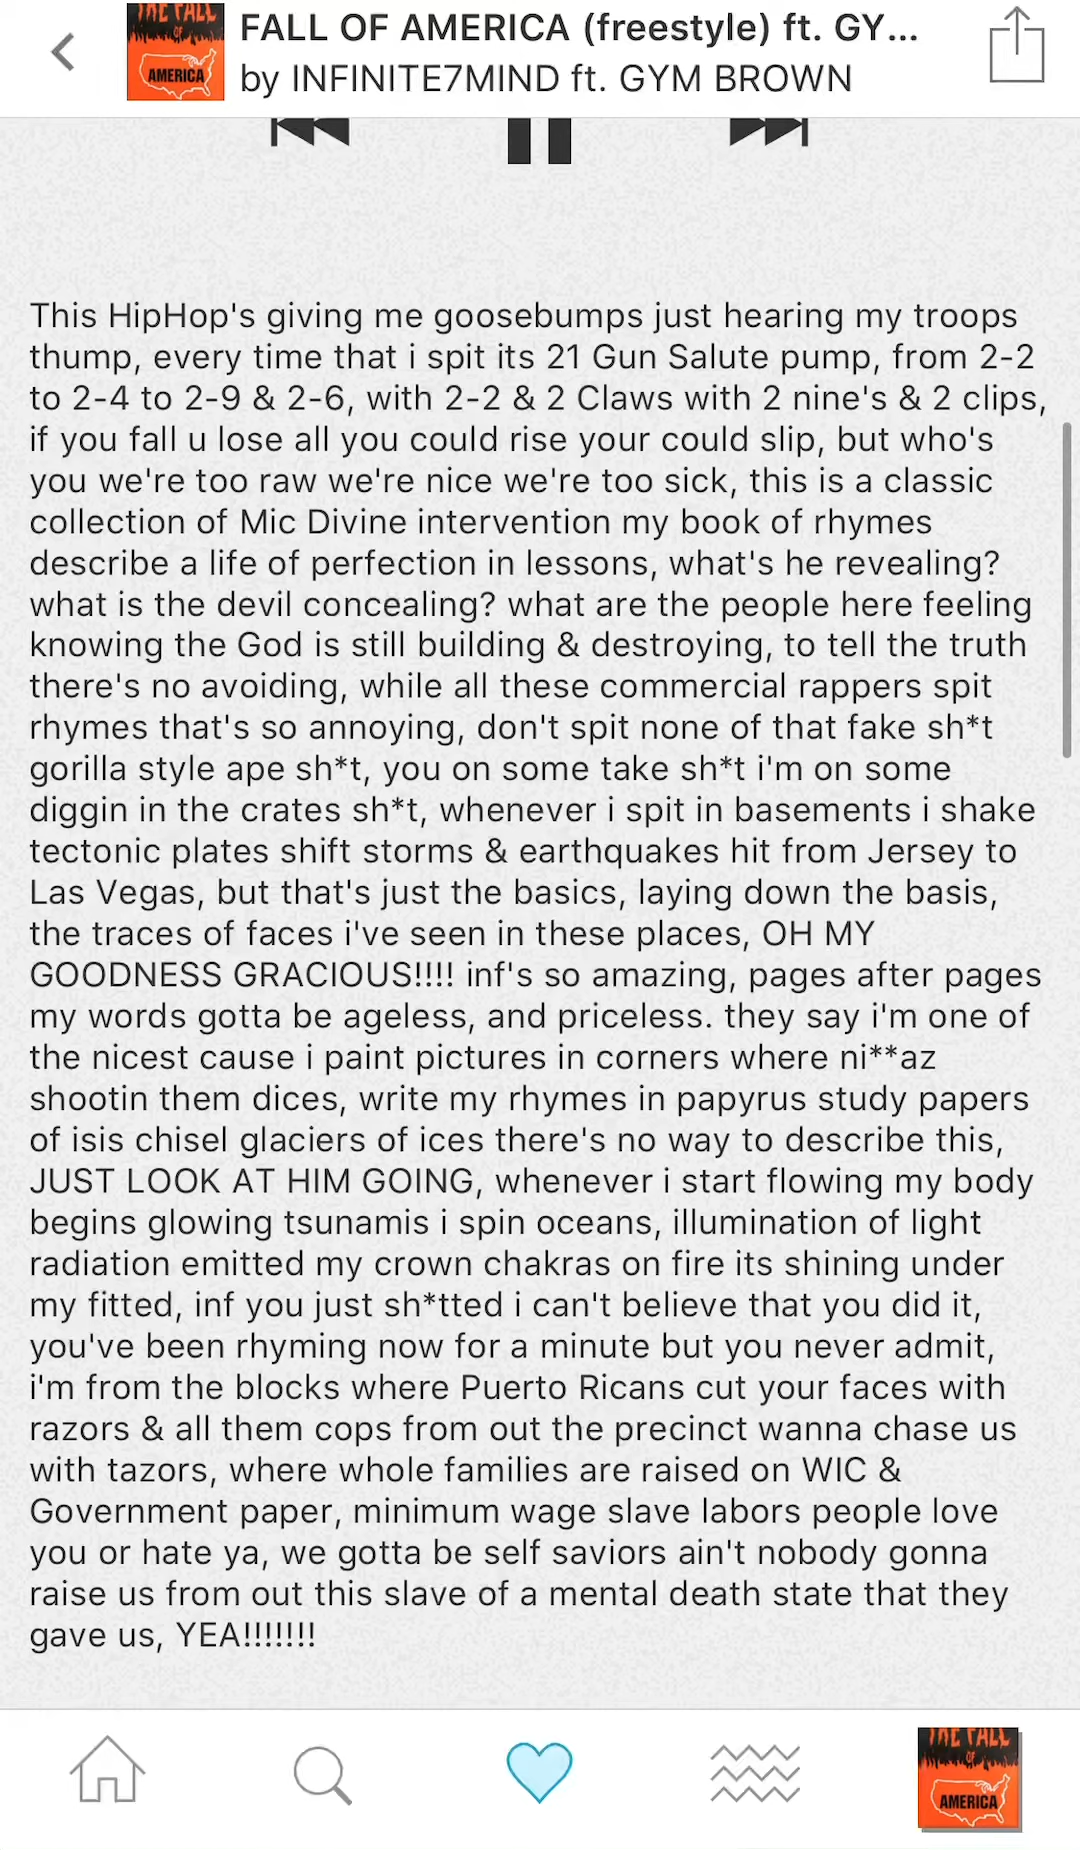 THE FALL
OF
AMERICA
FALL OF AMERICA (freestyle) ft. GY...
by INFINITE7MIND ft. GYM BROWN
This HipHop's giving me goosebumps just hearing my troops
thump, every time that i spit its 21 Gun Salute pump, from 2-2
to 2-4 to 2-9 & 2-6, with 2-2 & 2 Claws with 2 nine's & 2 clips,
if you fall u lose all you could rise your could slip, but who's
you we're too raw we're nice we're too sick, this is a classic
collection of Mic Divine intervention my book of rhymes
describe a life of perfection in lessons, what's he revealing?
what is the devil concealing? what are the people here feeling
knowing the God is still building & destroying, to tell the truth
there's no avoiding, while all these commercial rappers spit
rhymes that's so annoying, don't spit none of that fake sh*t
gorilla style ape sh*t, you on some take sh*t i'm on some
diggin in the crates sh*t, whenever i spit in basements i shake
tectonic plates shift storms & earthquakes hit from Jersey to
Las Vegas, but that's just the basics, laying down the basis,
the traces of faces i've seen in these places, OH MY
GOODNESS GRACIOUS!!!! inf's so amazing, pages after pages
my words gotta be ageless, and priceless. they say i'm one of
the nicest cause i paint pictures in corners where ni**az
shootin them dices, write my rhymes in papyrus study papers
of isis chisel glaciers of ices there's no way to describe this,
JUST LOOK AT HIM GOING, whenever i start flowing my body
begins glowing tsunamis i spin oceans, illumination of light
radiation emitted my crown chakras on fire its shining under
my fitted, inf you just sh*tted i can't believe that you did it,
you've been rhyming now for a minute but you never admit,
i'm from the blocks where Puerto Ricans cut your faces with
razors & all them cops from out the precinct wanna chase us
with tazors, where whole families are raised on WIC &
Government paper, minimum wage slave labors people love
you or hate ya, we gotta be self saviors ain't nobody gonna
raise us from out this slave of a mental death state that they
gave us, YEA!!!!!!!
THE FALL
OF
AMERICA